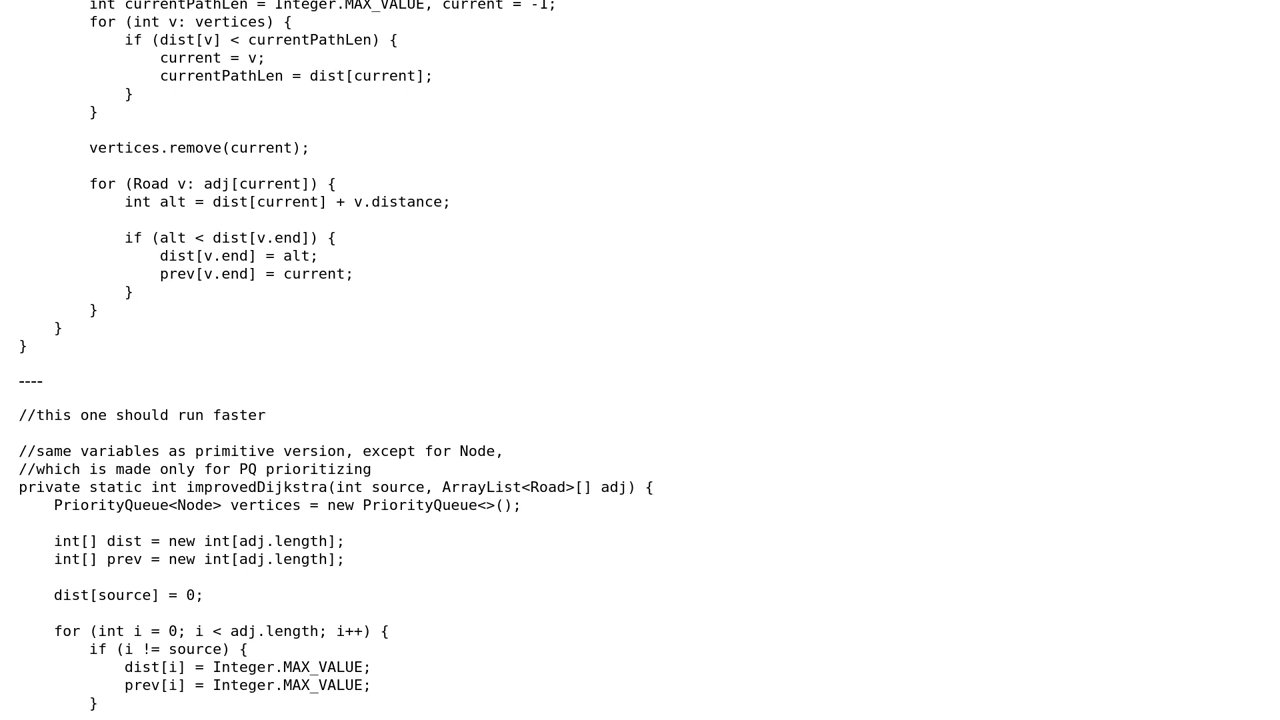 int currentPathLen = Integer.MAX_VALUE, current = -1;
        for (int v: vertices) {
            if (dist[v] < currentPathLen) {
                current = v;
                currentPathLen = dist[current];
            }
        }

        vertices.remove(current);

        for (Road v: adj[current]) {
            int alt = dist[current] + v.distance;

            if (alt < dist[v.end]) {
                dist[v.end] = alt;
                prev[v.end] = current;
            }
        }
    }
}

----

//this one should run faster

//same variables as primitive version, except for Node,
//which is made only for PQ prioritizing
private static int improvedDijkstra(int source, ArrayList<Road>[] adj) {
    PriorityQueue<Node> vertices = new PriorityQueue<>();

    int[] dist = new int[adj.length];
    int[] prev = new int[adj.length];

    dist[source] = 0;

    for (int i = 0; i < adj.length; i++) {
        if (i != source) {
            dist[i] = Integer.MAX_VALUE;
            prev[i] = Integer.MAX_VALUE;
        }